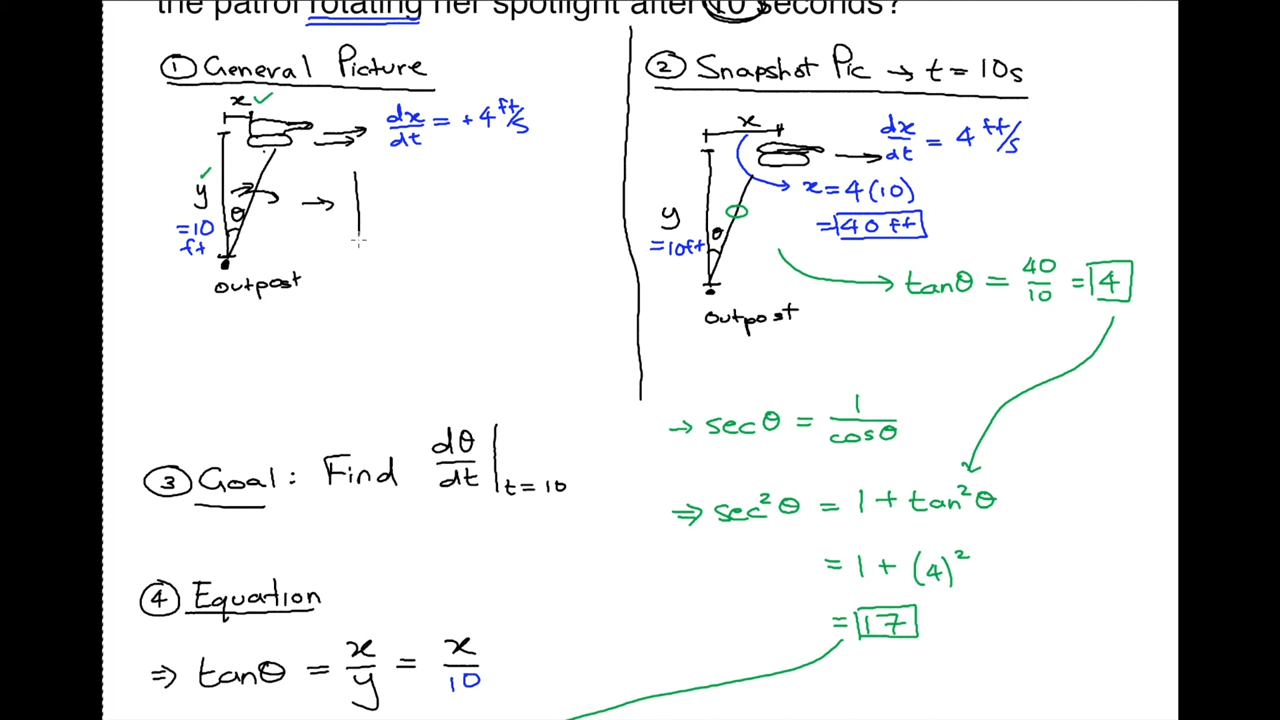 the patrol rotating her spotlight after 10 seconds?
① General Picture
x ✓
dx/dt = +4 ft/s
✓
y
= 10
ft
θ
→
Outpost
② Snapshot Pic → t = 10s
x
dx/dt = 4 ft/s
x = 4(10)
= 40 ft
y
= 10ft
θ
Outpost
tanθ = 40/10 = 4
→ secθ = 1/cosθ
⇒ sec²θ = 1 + tan²θ
= 1 + (4)²
= 17
③ Goal: Find dθ/dt | t = 10
④ Equation
⇒ tanθ = x/y = x/10